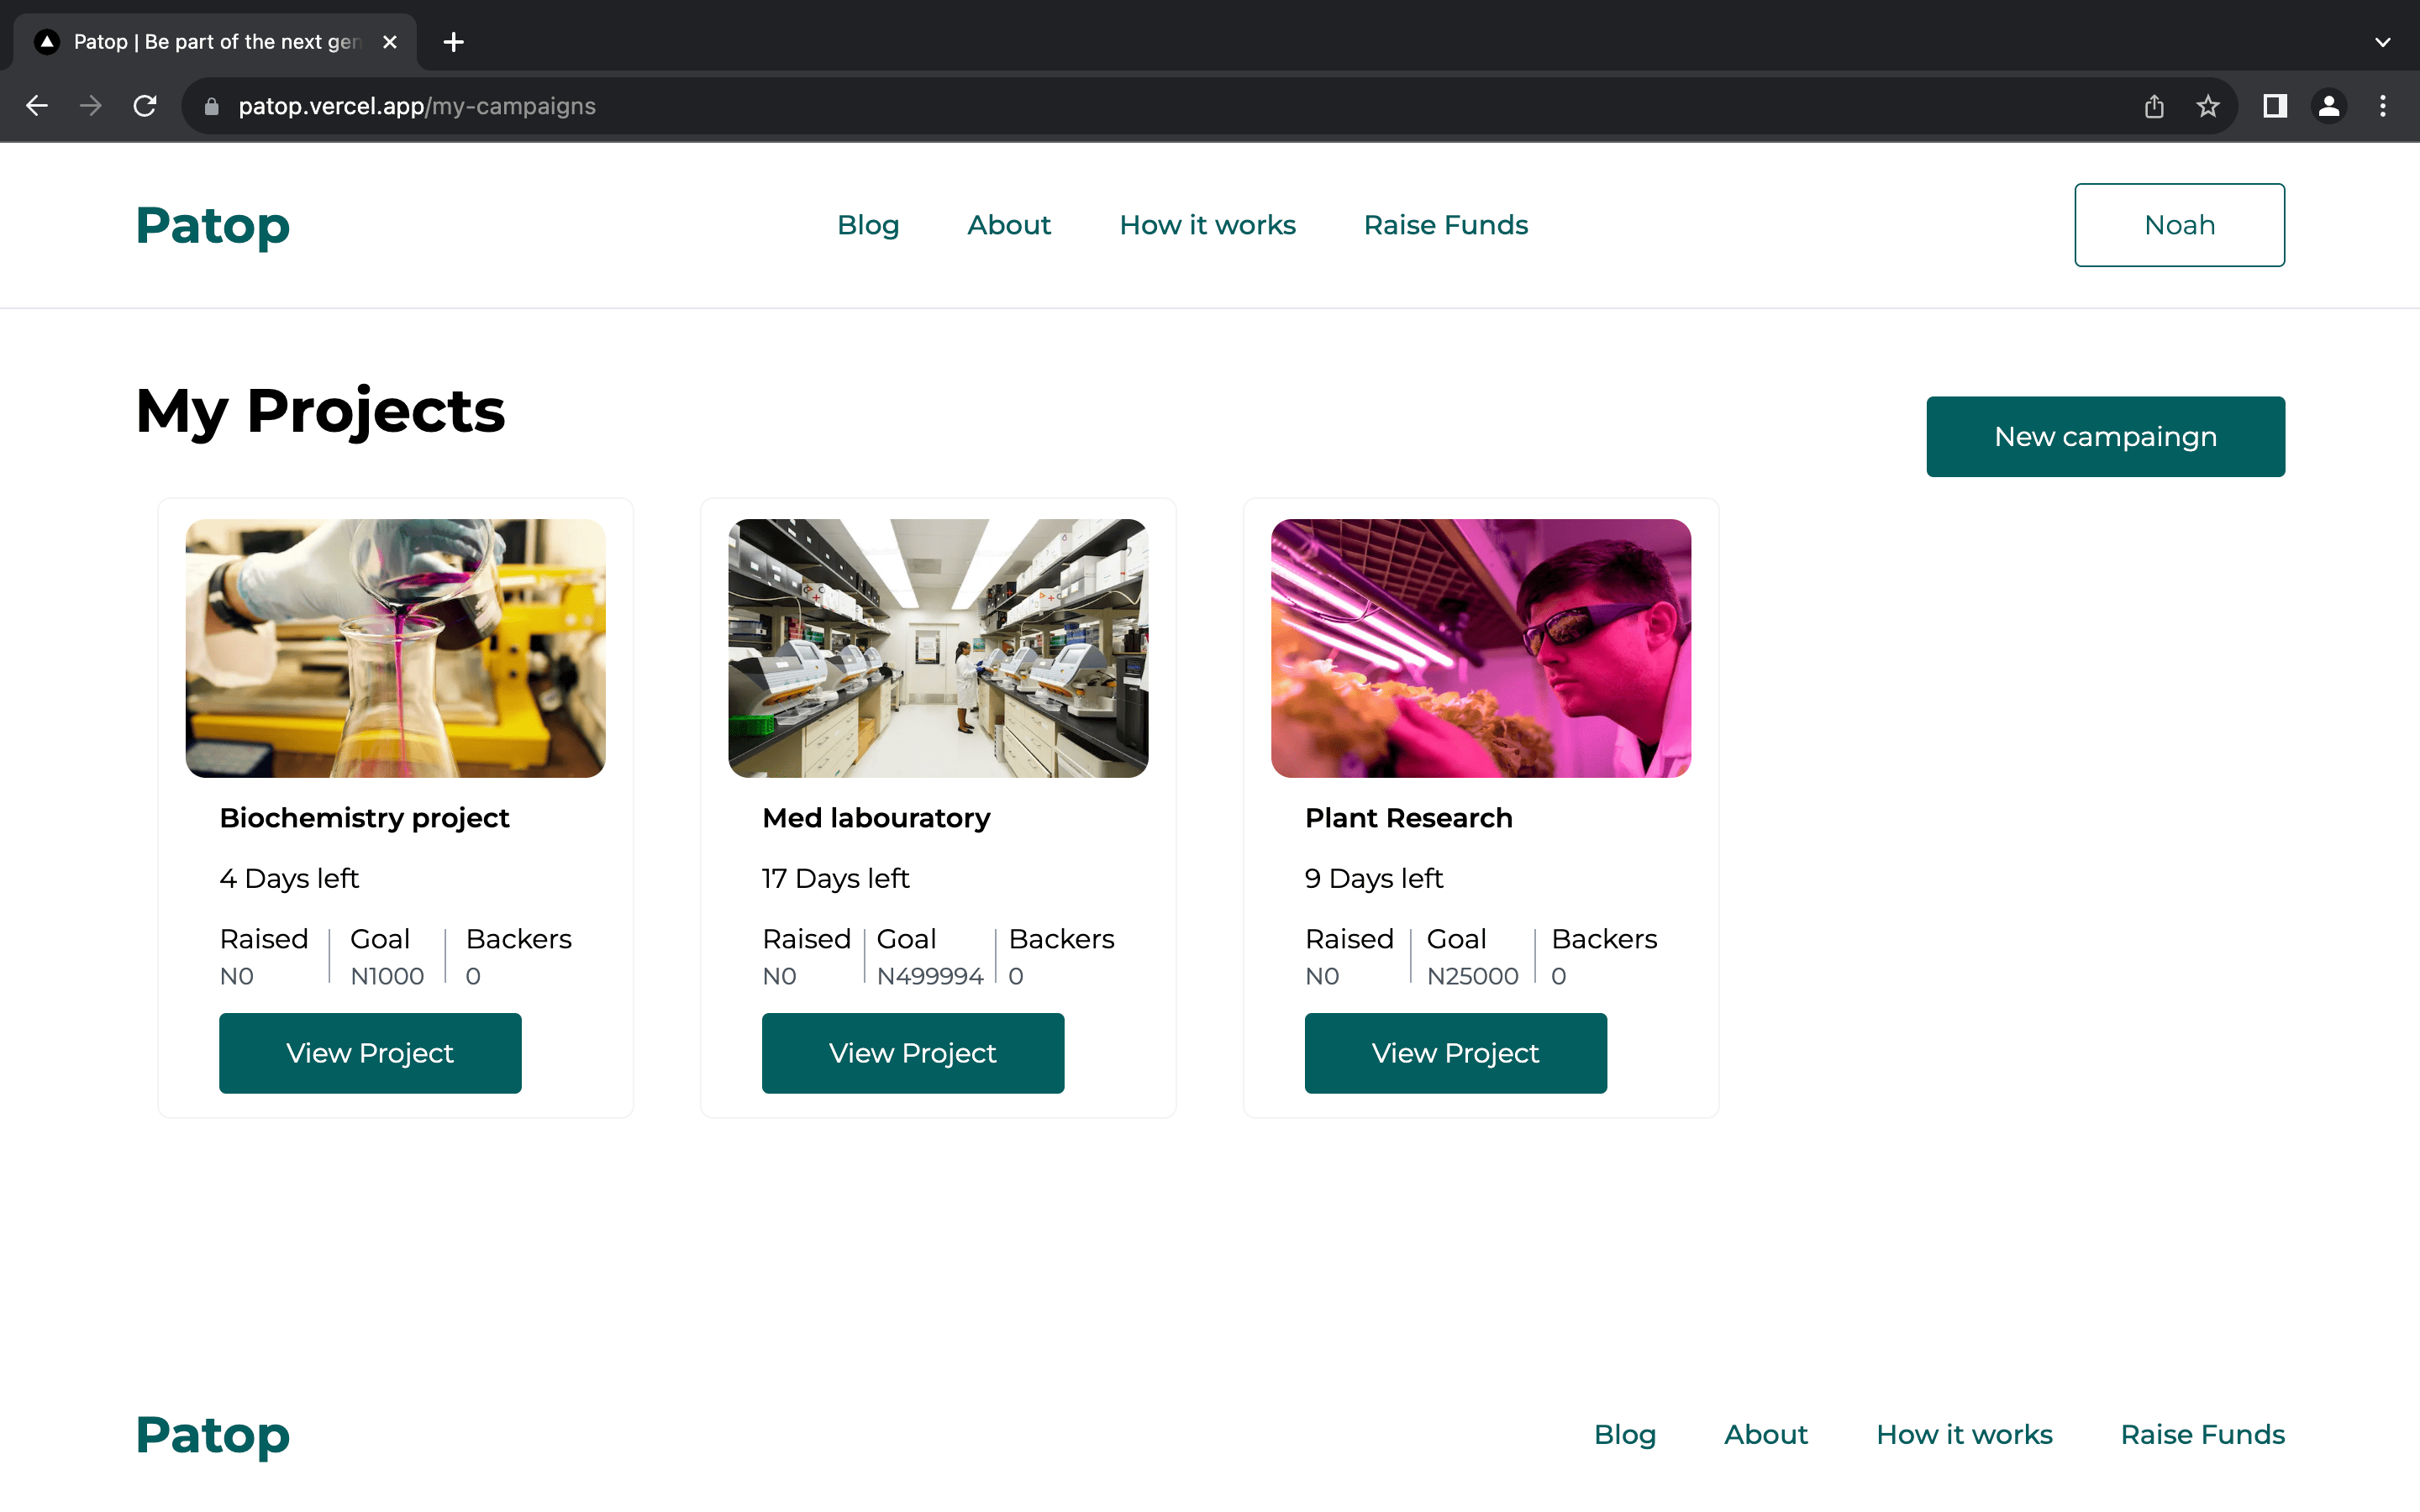 Patop | Be part of the next gen
patop.vercel.app/my-campaigns
Patop
Blog About How it works Raise Funds
Noah
My Projects
New campaingn
Biochemistry project
4 Days left
Raised Goal Backers
N0 N1000 0
View Project
Med labouratory
17 Days left
Raised Goal Backers
N0 N499994 0
View Project
Plant Research
9 Days left
Raised Goal Backers
N0 N25000 0
View Project
Patop
Blog About How it works Raise Funds